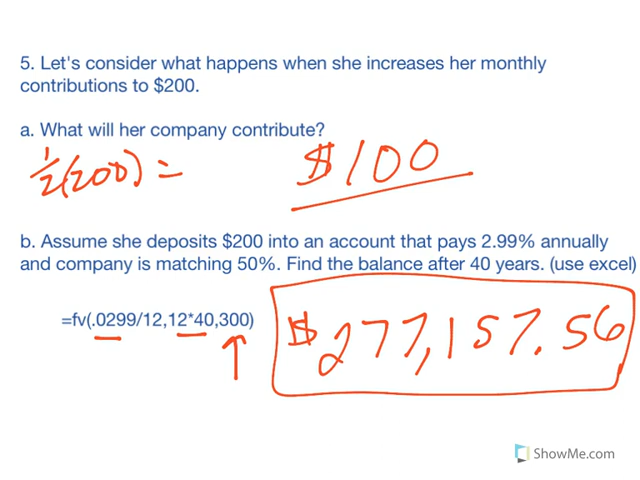 5. Let's consider what happens when she increases her monthly
contributions to $200.
a. What will her company contribute?
1/2(200) = $100
b. Assume she deposits $200 into an account that pays 2.99% annually
and company is matching 50%. Find the balance after 40 years. (use excel)
=fv(.0299/12,12*40,300) $277,157.56
ShowMe.com